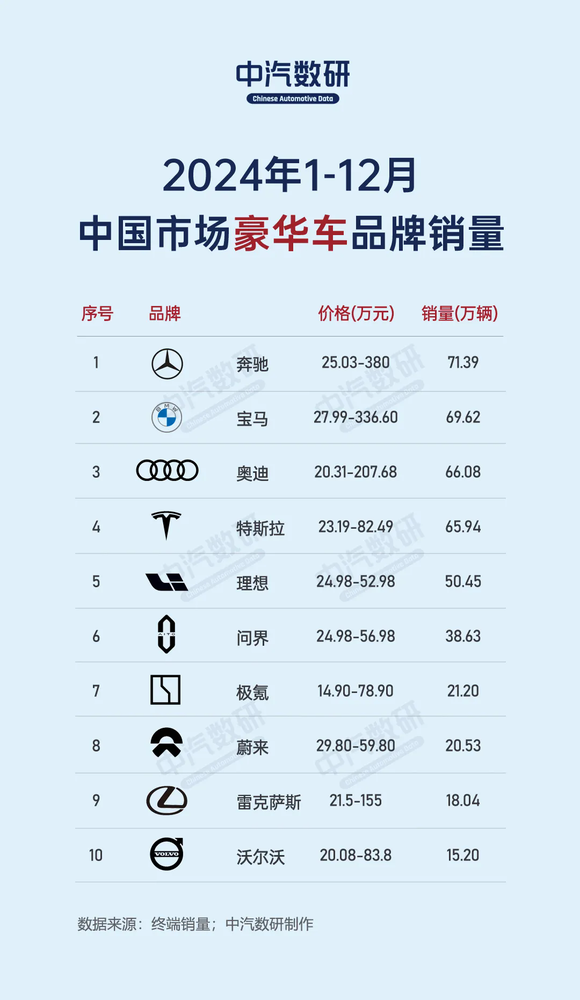 中汽数研
Chinese Automotive Data
2024年1-12月
中国市场豪华车品牌销量
序号 品牌 价格(万元) 销量(万辆)
1 奔驰 25.03-380 71.39
2 宝马 27.99-336.60 69.62
3 奥迪 20.31-207.68 66.08
4 特斯拉 23.19-82.49 65.94
5 理想 24.98-52.98 50.45
6 AITO 问界 24.98-56.98 38.63
7 极氪 14.90-78.90 21.20
8 蔚来 29.80-59.80 20.53
9 雷克萨斯 21.5-155 18.04
10 VOLVO 沃尔沃 20.08-83.8 15.20
数据来源：终端销量；中汽数研制作